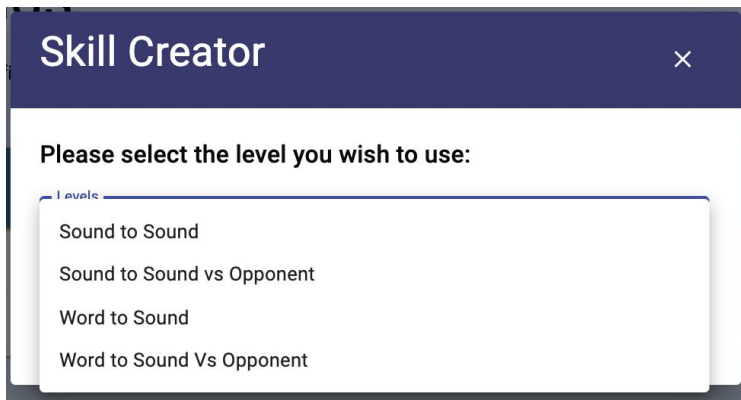 Skill Creator
Please select the level you wish to use:
Levels
Sound to Sound
Sound to Sound vs Opponent
Word to Sound
Word to Sound Vs Opponent